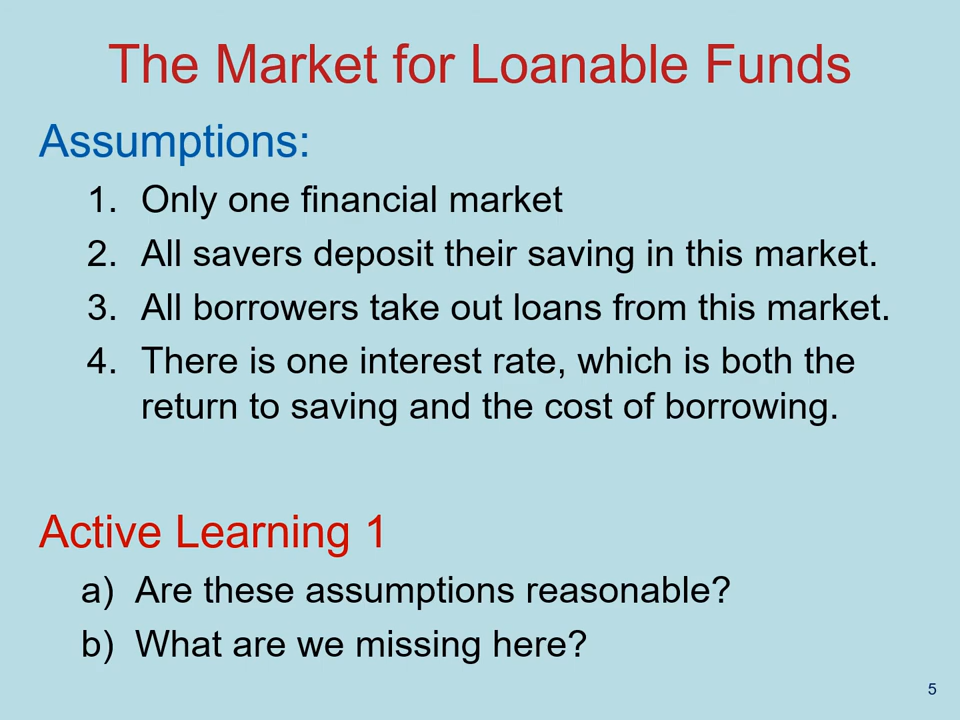 The Market for Loanable Funds
Assumptions:
1. Only one financial market
2. All savers deposit their saving in this market.
3. All borrowers take out loans from this market.
4. There is one interest rate, which is both the
return to saving and the cost of borrowing.
Active Learning 1
a) Are these assumptions reasonable?
b) What are we missing here?
5